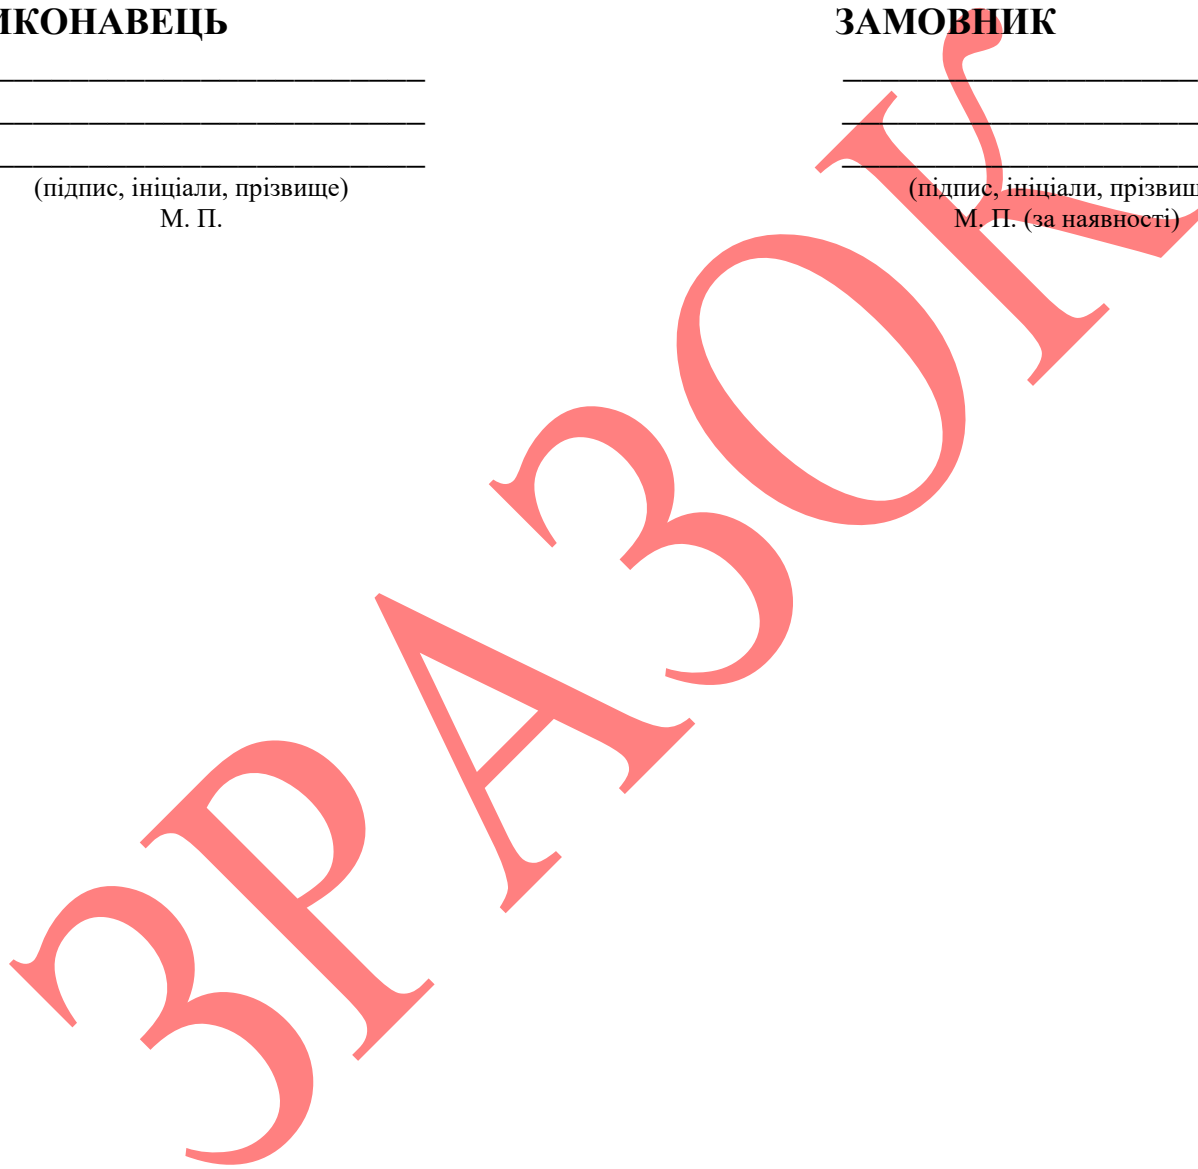 ИКОНАВЕЦЬ ЗАМОВНИК
(підпис, ініціали, прізвище) (підпис, ініціали, прізвищ
М. П. М. П. (за наявності)
ЗРАЗОК